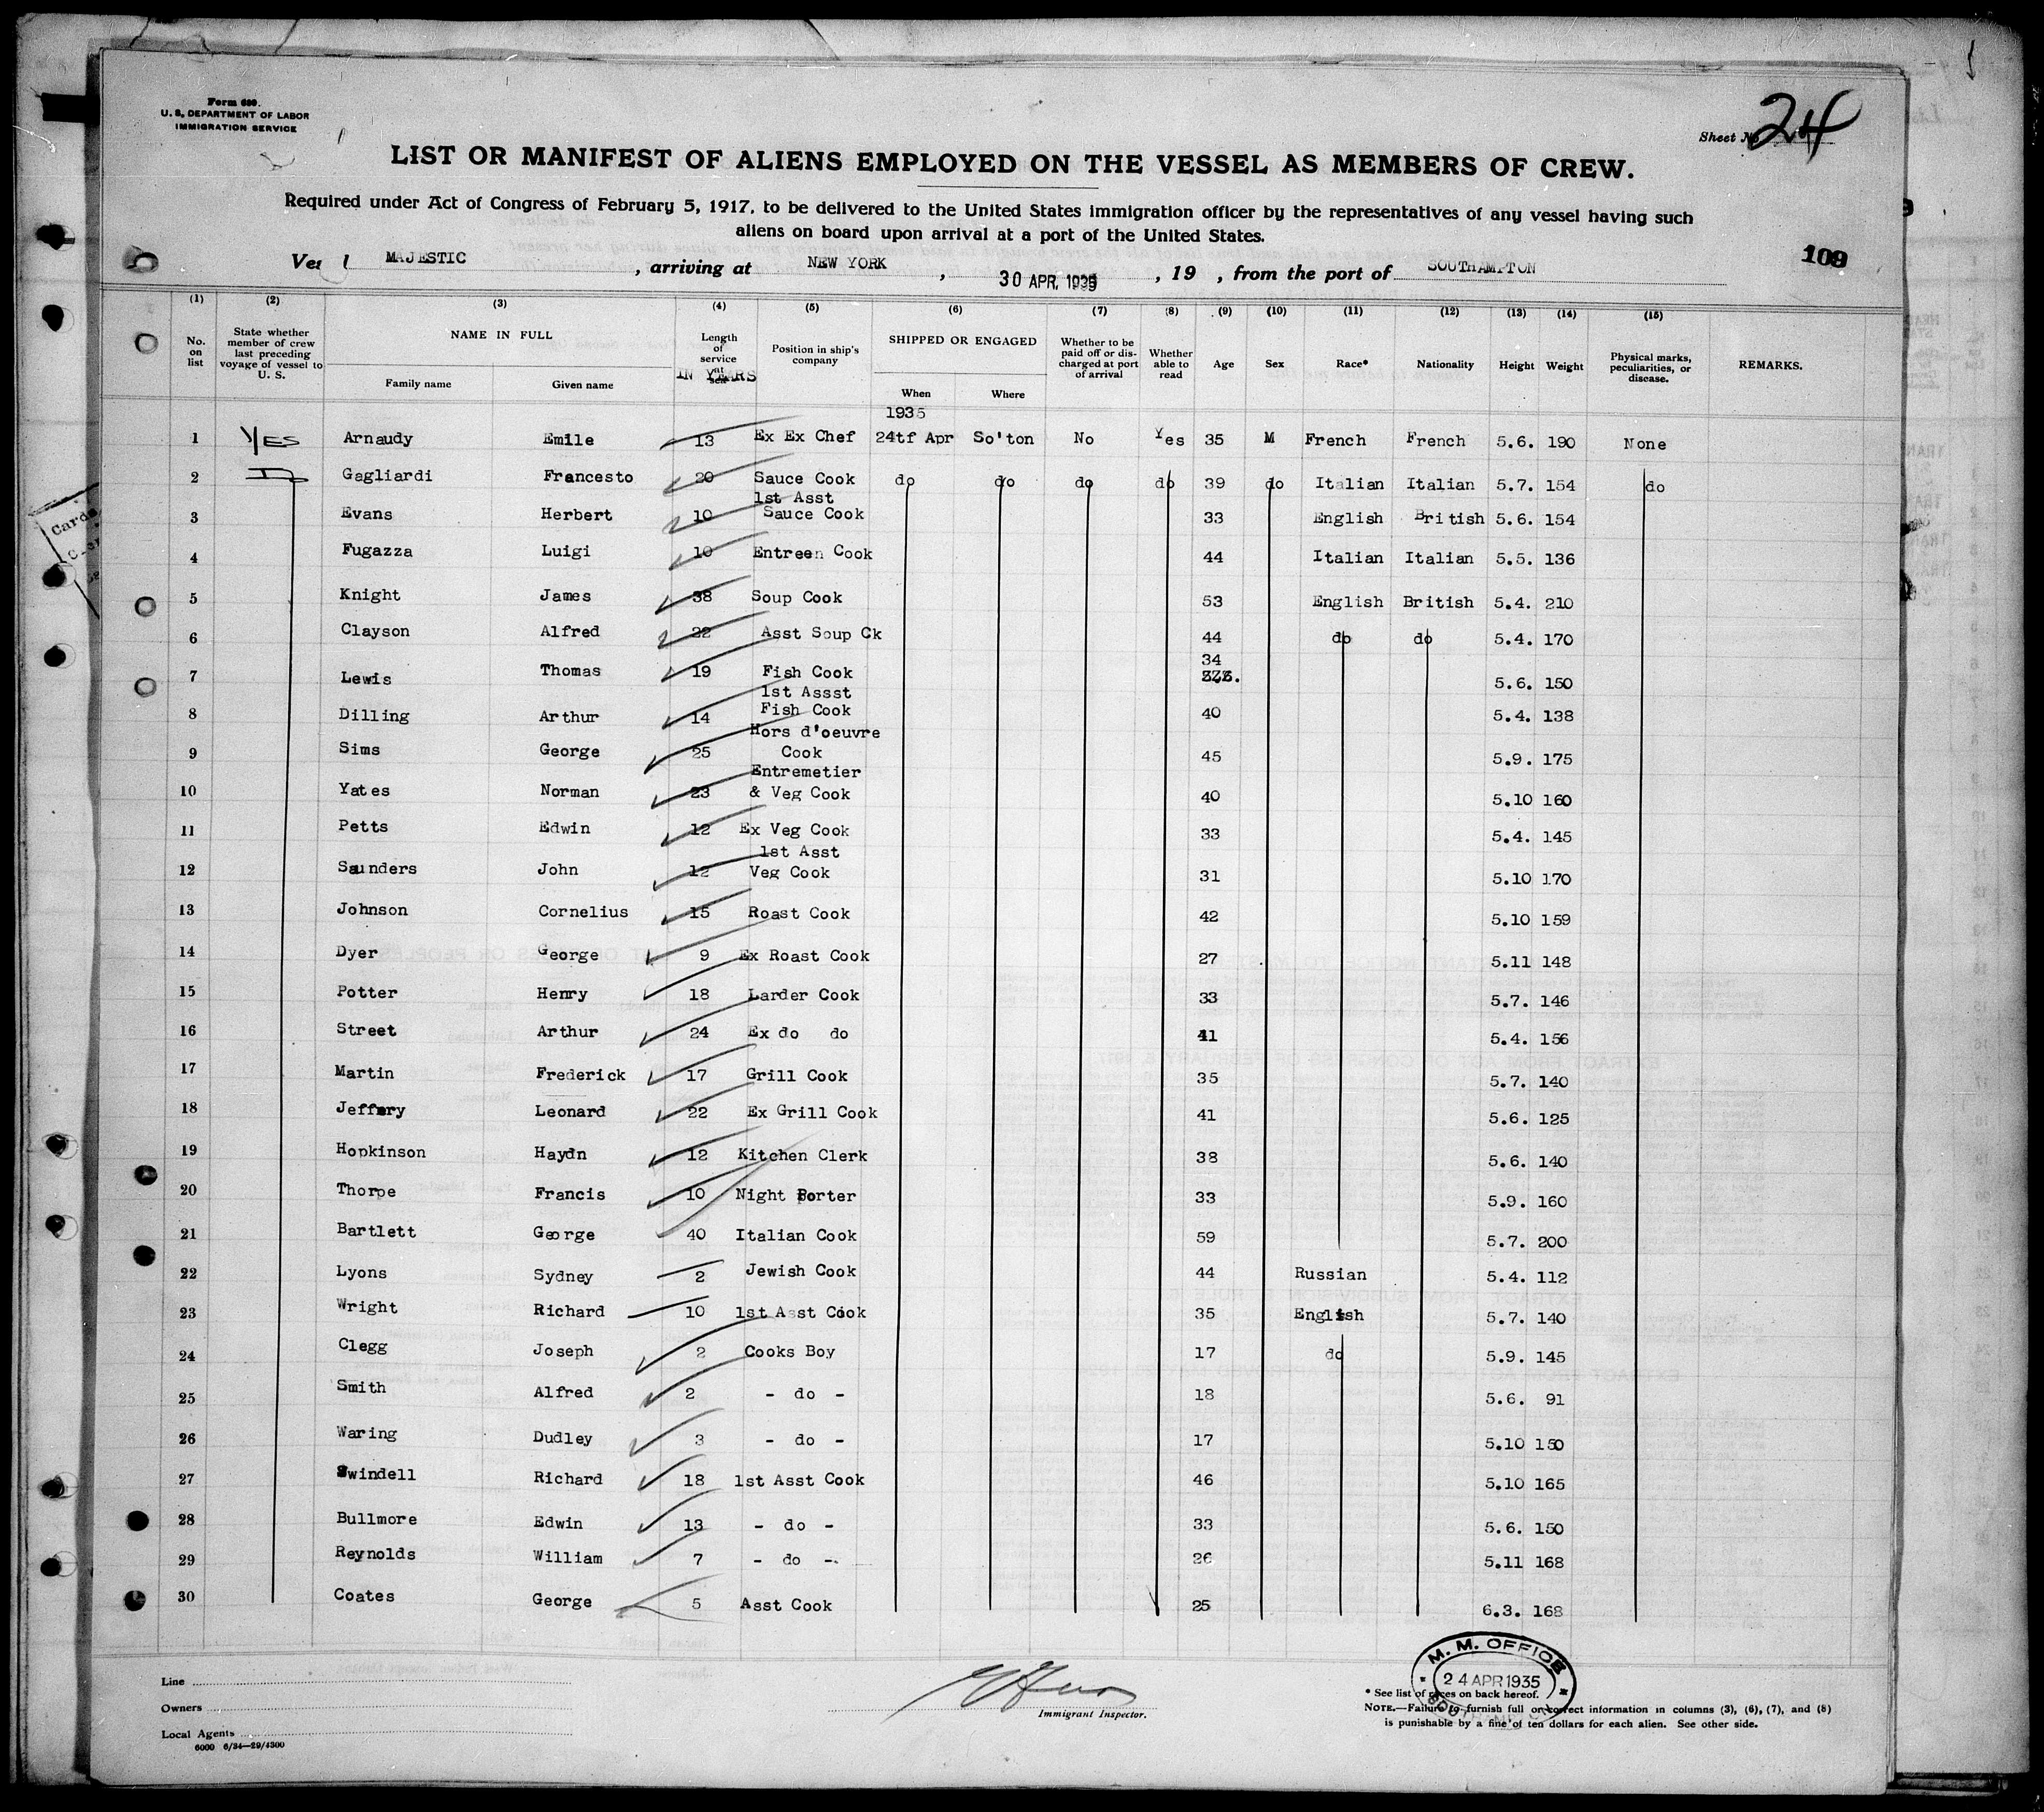 Form 680.
U. S. DEPARTMENT OF LABOR
IMMIGRATION SERVICE
Sheet No. 24
LIST OR MANIFEST OF ALIENS EMPLOYED ON THE VESSEL AS MEMBERS OF CREW.
Required under Act of Congress of February 5, 1917, to be delivered to the United States immigration officer by the representatives of any vessel having such
aliens on board upon arrival at a port of the United States.
109
Vessel MAJESTIC, arriving at NEW YORK, 30 APR. 1935, 19 , from the port of SOUTHAMPTON
(1) (2) (3) (4) (5) (6) (7) (8) (9) (10) (11) (12) (13) (14) (15)
No. on list | State whether member of crew last preceding voyage of vessel to U. S. | NAME IN FULL | Family name | Given name | Length of service at sea IN YEARS | Position in ship's company | SHIPPED OR ENGAGED | When | Where | Whether to be paid off or discharged at port of arrival | Whether able to read | Age | Sex | Race* | Nationality | Height | Weight | Physical marks, peculiarities, or disease. | REMARKS.
1935
1 YES Arnaudy Emile 13 Ex Ex Chef 24tf Apr So'ton No Yes 35 M French French 5.6. 190 None
2 D Gagliardi Francesto 20 Sauce Cook do do do do 39 do Italian Italian 5.7. 154 do
3 Evans Herbert 10 1st Asst Sauce Cook 33 English British 5.6. 154
4 Fugazza Luigi 10 Entreen Cook 44 Italian Italian 5.5. 136
5 Knight James 38 Soup Cook 53 English British 5.4. 210
6 Clayson Alfred 22 Asst Soup Ck 44 do do 5.4. 170
7 Lewis Thomas 19 Fish Cook 34 5.6. 150
8 Dilling Arthur 14 1st Assst Fish Cook 40 5.4. 138
9 Sims George 25 Hors d'oeuvre Cook 45 5.9. 175
10 Yates Norman 23 Entremetier & Veg Cook 40 5.10 160
11 Petts Edwin 12 Ex Veg Cook 33 5.4. 145
12 Saunders John 12 1st Asst Veg Cook 31 5.10 170
13 Johnson Cornelius 15 Roast Cook 42 5.10 159
14 Dyer George 9 Ex Roast Cook 27 5.11 148
15 Potter Henry 18 Larder Cook 33 5.7. 146
16 Street Arthur 24 Ex do do 41 5.4. 156
17 Martin Frederick 17 Grill Cook 35 5.7. 140
18 Jeffery Leonard 22 Ex Grill Cook 41 5.6. 125
19 Hopkinson Haydn 12 Kitchen Clerk 38 5.6. 140
20 Thorpe Francis 10 Night Porter 33 5.9. 160
21 Bartlett George 40 Italian Cook 59 5.7. 200
22 Lyons Sydney 2 Jewish Cook 44 Russian 5.4. 112
23 Wright Richard 10 1st Asst Cook 35 English 5.7. 140
24 Clegg Joseph 2 Cooks Boy 17 do 5.9. 145
25 Smith Alfred 2 - do - 18 5.6. 91
26 Waring Dudley 3 - do - 17 5.10 150
27 Swindell Richard 18 1st Asst Cook 46 5.10 165
28 Bullmore Edwin 13 - do - 33 5.6. 150
29 Reynolds William 7 - do - 26 5.11 168
30 Coates George 5 Asst Cook 25 6.3. 168
M. M. OFFICE
24 APR 1935
Line
Owners
Local Agents
6000 6/34—29/4300
Immigrant Inspector.
* See list of races on back hereof.
NOTE.—Failure to furnish full or correct information in columns (3), (6), (7), and (8)
is punishable by a fine of ten dollars for each alien. See other side.